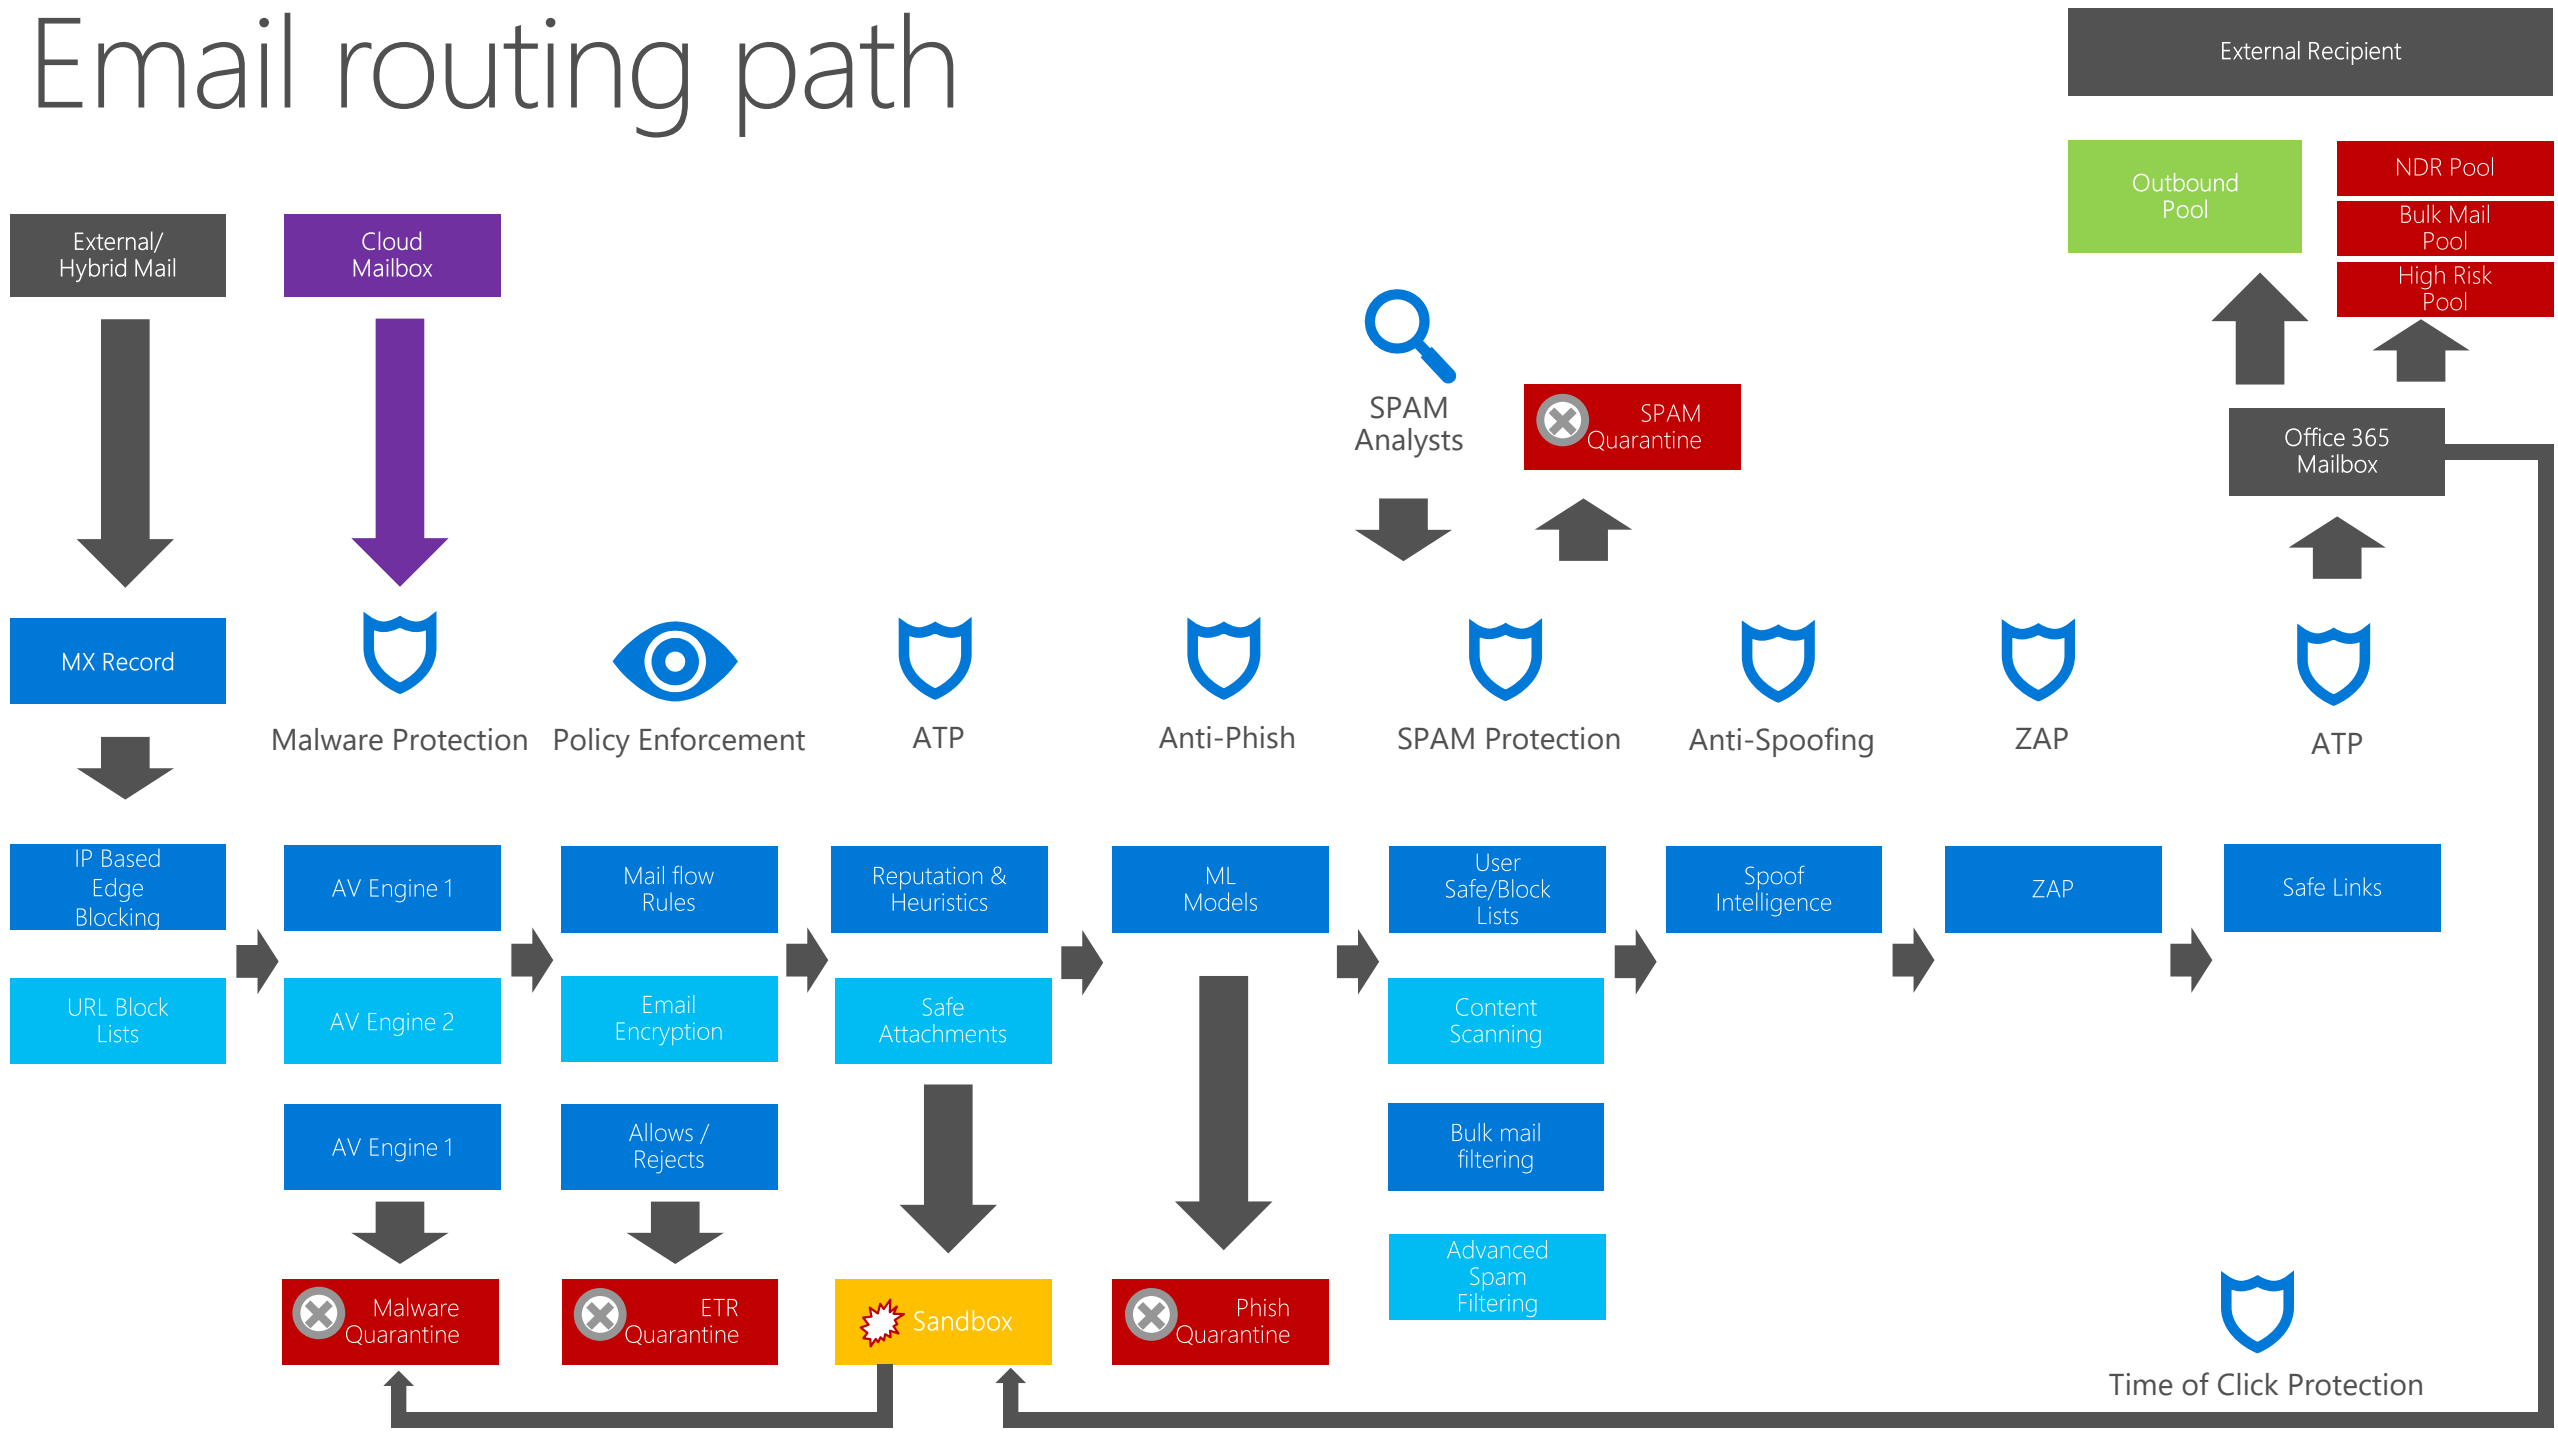 Email routing path
External Recipient
Outbound
Pool
NDR Pool
Bulk Mail
Pool
High Risk
Pool
External/
Hybrid Mail
Cloud
Mailbox
SPAM
Analysts
SPAM
Quarantine
Office 365
Mailbox
MX Record
Malware Protection
Policy Enforcement
ATP
Anti-Phish
SPAM Protection
Anti-Spoofing
ZAP
ATP
IP Based
Edge
Blocking
AV Engine 1
Mail flow
Rules
Reputation &
Heuristics
ML
Models
User
Safe/Block
Lists
Spoof
Intelligence
ZAP
Safe Links
URL Block
Lists
AV Engine 2
Email
Encryption
Safe
Attachments
Content
Scanning
AV Engine 1
Allows /
Rejects
Bulk mail
filtering
Advanced
Spam
Filtering
Malware
Quarantine
ETR
Quarantine
Sandbox
Phish
Quarantine
Time of Click Protection